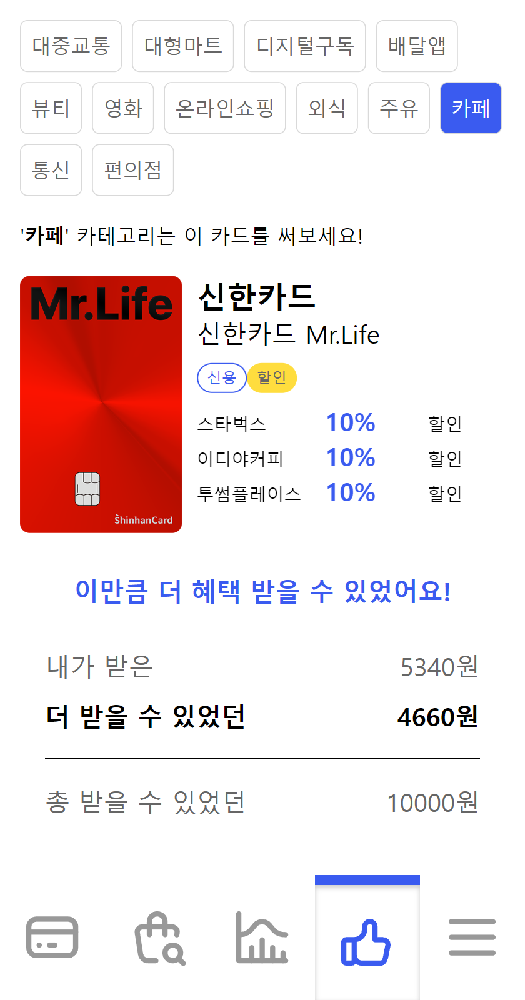 대중교통 대형마트 디지털구독 배달앱
뷰티 영화 온라인쇼핑 외식 주유 카페
통신 편의점
'카페' 카테고리는 이 카드를 써보세요!
Mr.Life
ShinhanCard
신한카드
신한카드 Mr.Life
신용 할인
스타벅스 10% 할인
이디야커피 10% 할인
투썸플레이스 10% 할인
이만큼 더 혜택 받을 수 있었어요!
내가 받은 5340원
더 받을 수 있었던 4660원
총 받을 수 있었던 10000원